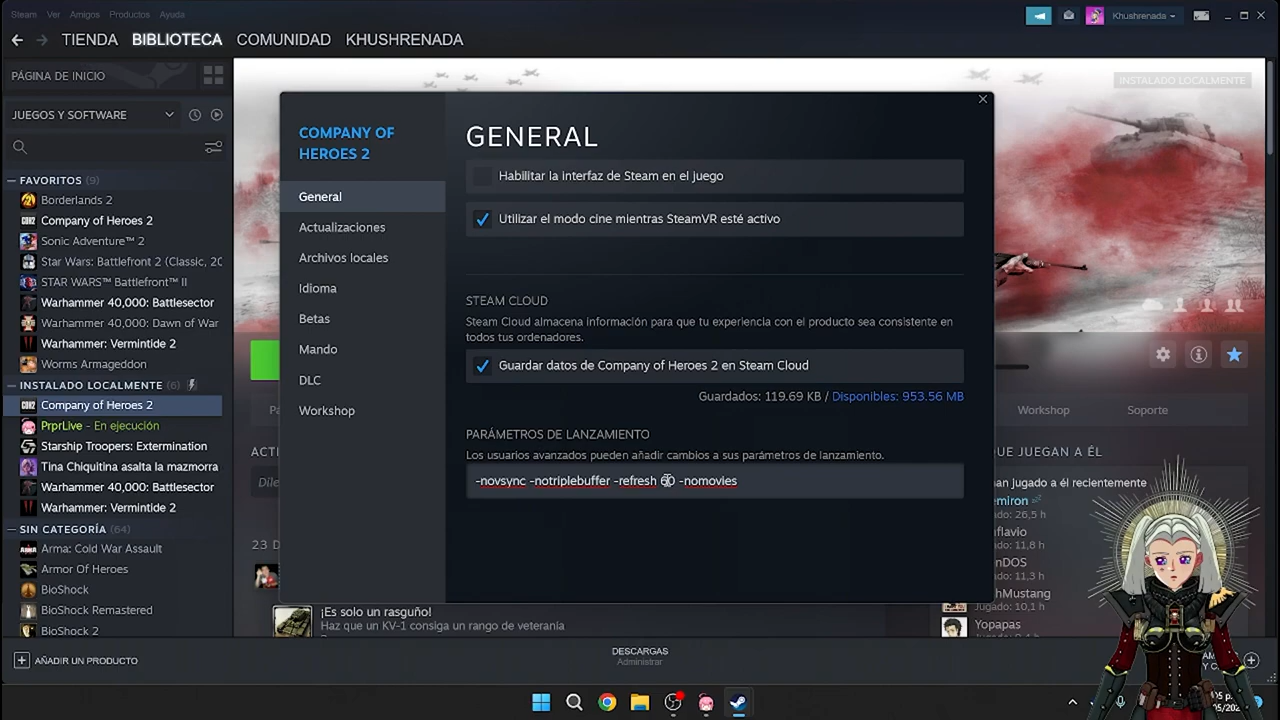 Steam Ver Amigos Productos Ayuda
Khushrenada
TIENDA BIBLIOTECA COMUNIDAD KHUSHRENADA
PÁGINA DE INICIO
INSTALADO LOCALMENTE
JUEGOS Y SOFTWARE
FAVORITOS (9)
Borderlands 2
Company of Heroes 2
Sonic Adventure™ 2
Star Wars: Battlefront 2 (Classic, 20
STAR WARS™ Battlefront™ II
Warhammer 40,000: Battlesector
Warhammer 40,000: Dawn of War
Warhammer: Vermintide 2
Worms Armageddon
INSTALADO LOCALMENTE (6)
Company of Heroes 2
PrprLive - En ejecución
Starship Troopers: Extermination
Tina Chiquitina asalta la mazmorra
Warhammer: Vermintide 2
SIN CATEGORÍA (64)
Arma: Cold War Assault
Armor Of Heroes
BioShock
BioShock Remastered
BioShock 2
AÑADIR UN PRODUCTO
COMPANY OF
HEROES 2
General
Actualizaciones
Archivos locales
Idioma
Betas
Mando
DLC
Workshop
GENERAL
Habilitar la interfaz de Steam en el juego
Utilizar el modo cine mientras SteamVR esté activo
STEAM CLOUD
Steam Cloud almacena información para que tu experiencia con el producto sea consistente en
todos tus ordenadores.
Guardar datos de Company of Heroes 2 en Steam Cloud
Guardados: 119.69 KB / Disponibles: 953.56 MB
PARÁMETROS DE LANZAMIENTO
Los usuarios avanzados pueden añadir cambios a sus parámetros de lanzamiento.
-novsync -notriplebuffer -refresh 60 -nomovies
Workshop Soporte
ACTI
QUE JUEGAN A ÉL
an jugado a él recientemente
emiron
ado: 26,5 h
flavio
ado: 11,8 h
nDOS
ado: 11,3 h
hMustang
Jugado: 10,1 h
Yopapas
23 D
¡Es solo un rasguño!
Haz que un KV-1 consiga un rango de veteranía
DESCARGAS
Administrar